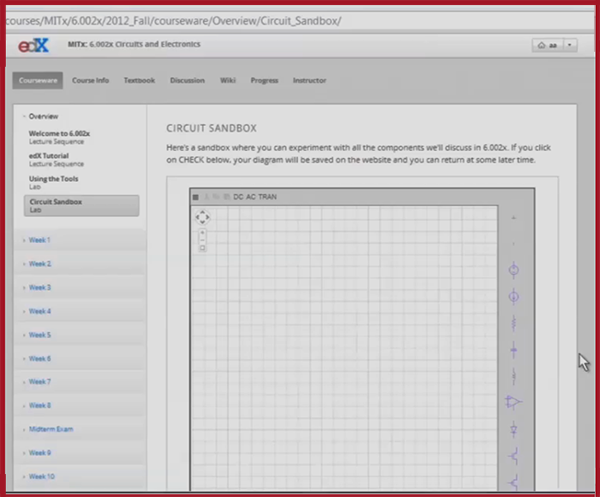 courses/MITx/6.002x/2012_Fall/courseware/Overview/Circuit_Sandbox/
edX
MITx: 6.002x Circuits and Electronics
aa
Courseware Course Info Textbook Discussion Wiki Progress Instructor
Overview
Welcome to 6.002x
Lecture Sequence
edX Tutorial
Lecture Sequence
Using the Tools
Lab
Circuit Sandbox
Lab
Week 1
Week 2
Week 3
Week 4
Week 5
Week 6
Week 7
Week 8
Midterm Exam
Week 9
Week 10
CIRCUIT SANDBOX
Here's a sandbox where you can experiment with all the components we'll discuss in 6.002x. If you click
on CHECK below, your diagram will be saved on the website and you can return at some later time.
DC AC TRAN